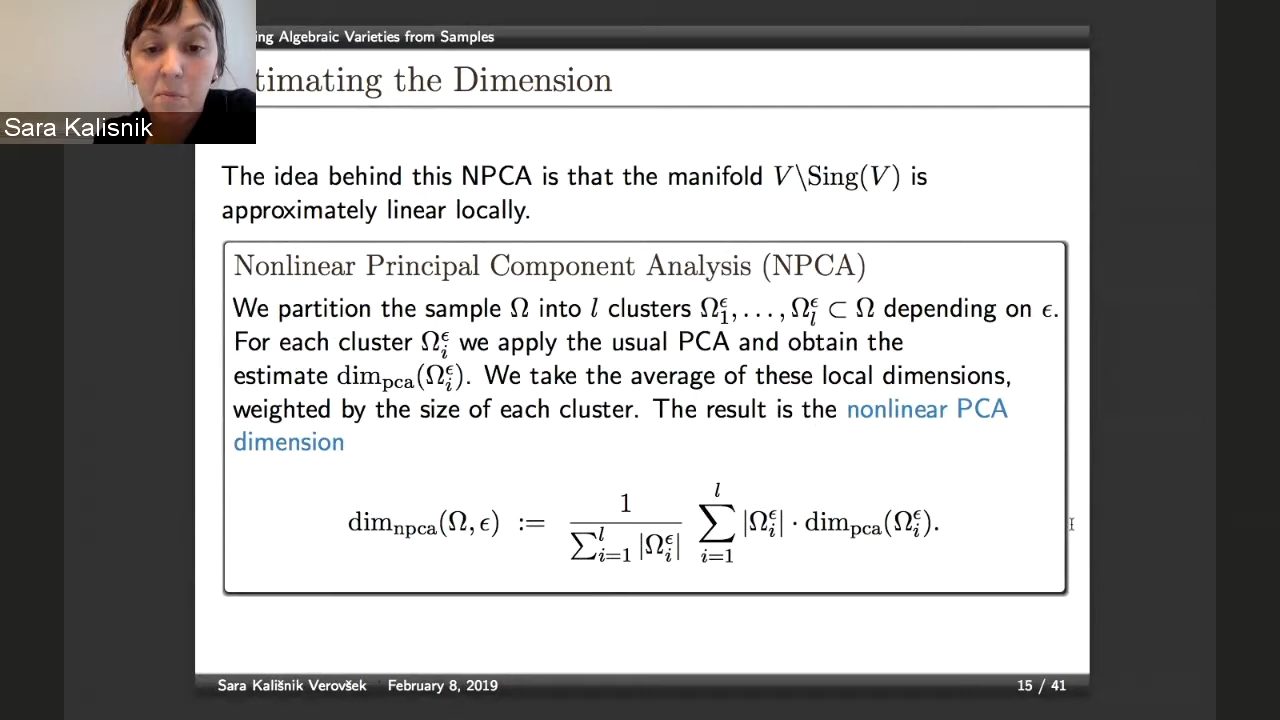 ing Algebraic Varieties from Samples
timating the Dimension
Sara Kalisnik
The idea behind this NPCA is that the manifold V\Sing(V) is
approximately linear locally.
Nonlinear Principal Component Analysis (NPCA)
We partition the sample Ω into l clusters Ω₁^ϵ, . . . , Ω_l^ϵ ⊂ Ω depending on ϵ.
For each cluster Ω_i^ϵ we apply the usual PCA and obtain the
estimate dim_pca(Ω_i^ϵ). We take the average of these local dimensions,
weighted by the size of each cluster. The result is the nonlinear PCA
dimension
dim_npca(Ω, ϵ) := 1 / ∑_{i=1}^l |Ω_i^ϵ| ∑_{i=1}^l |Ω_i^ϵ| · dim_pca(Ω_i^ϵ).
Sara Kališnik Verovšek February 8, 2019 15 / 41